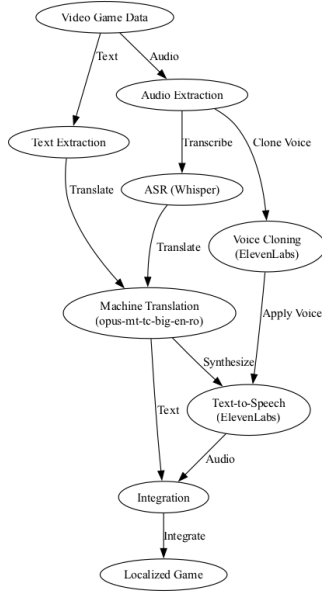 Video Game Data
Text
Audio
Audio Extraction
Text Extraction
Transcribe
Clone Voice
Translate
ASR (Whisper)
Translate
Voice Cloning
(ElevenLabs)
Machine Translation
(opus-mt-tc-big-en-ro)
Apply Voice
Synthesize
Text
Text-to-Speech
(ElevenLabs)
Audio
Integration
Integrate
Localized Game